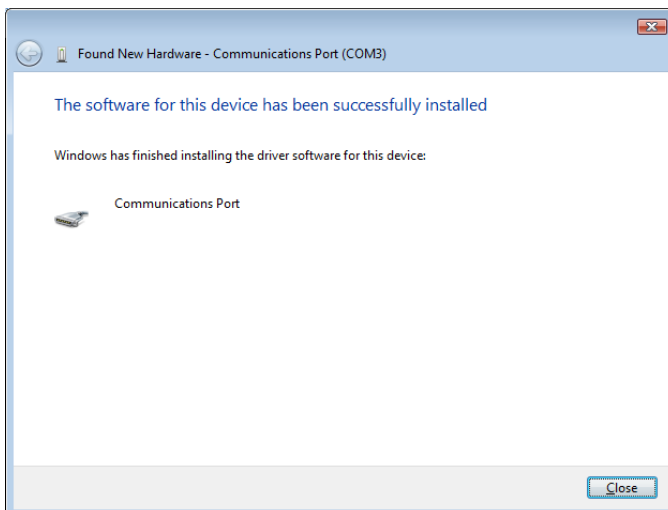 Found New Hardware - Communications Port (COM3)
The software for this device has been successfully installed
Windows has finished installing the driver software for this device:
Communications Port
Close